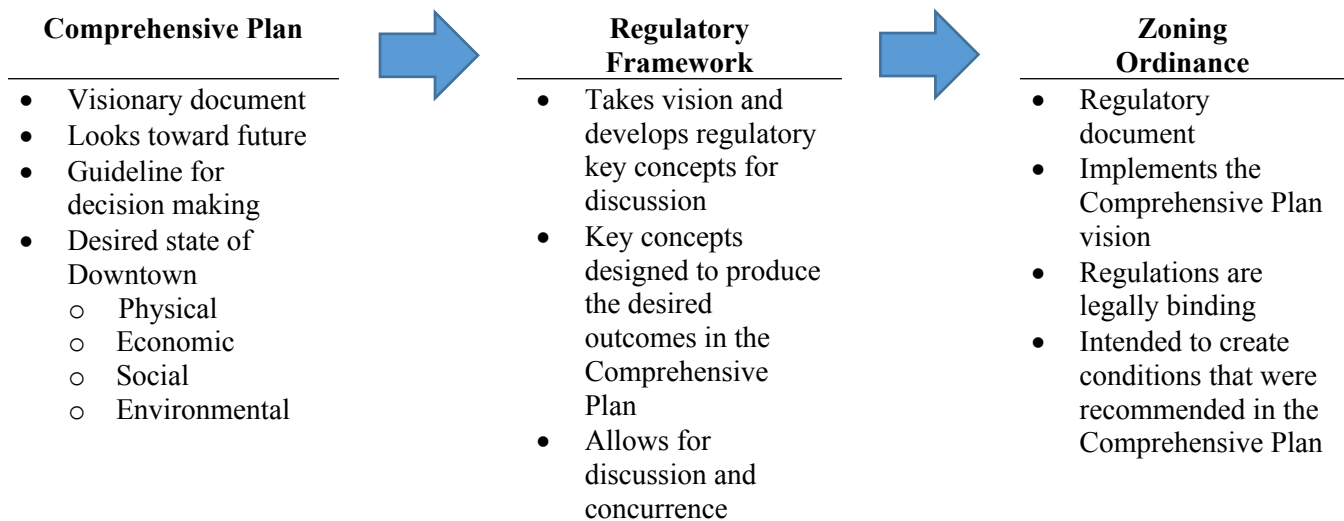 Comprehensive Plan
• Visionary document
• Looks toward future
• Guideline for
decision making
• Desired state of
Downtown
o Physical
o Economic
o Social
o Environmental
Regulatory
Framework
• Takes vision and
develops regulatory
key concepts for
discussion
• Key concepts
designed to produce
the desired
outcomes in the
Comprehensive
Plan
• Allows for
discussion and
concurrence
Zoning
Ordinance
• Regulatory
document
• Implements the
Comprehensive Plan
vision
• Regulations are
legally binding
• Intended to create
conditions that were
recommended in the
Comprehensive Plan